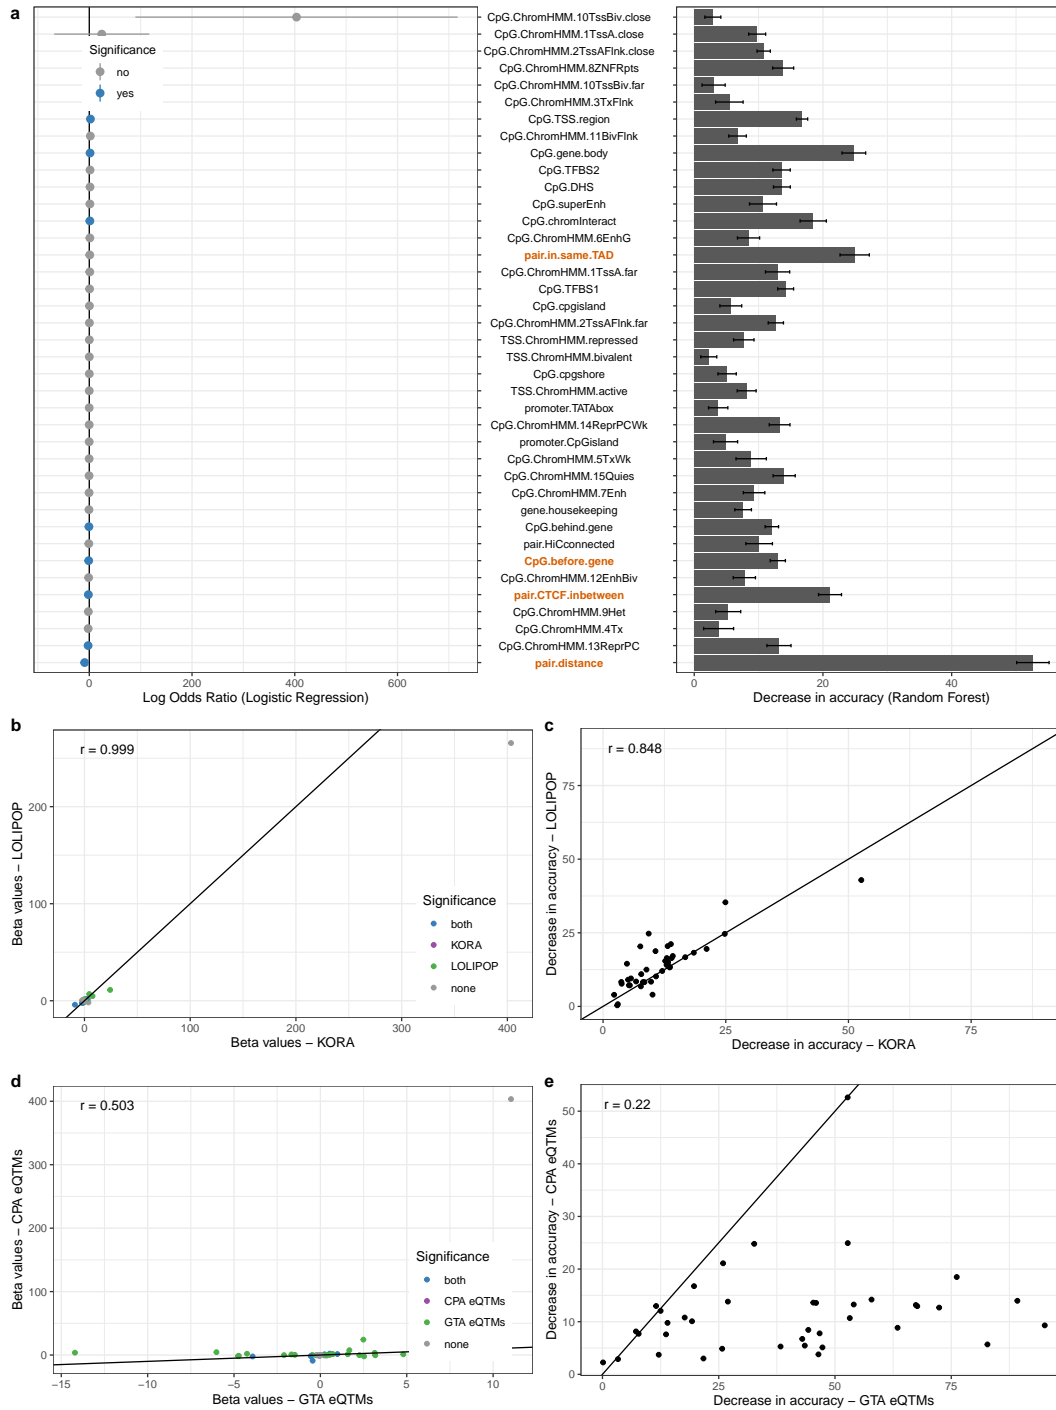 a
Significance
no
yes
CpG.ChromHMM.10TssBiv.close
CpG.ChromHMM.1TssA.close
CpG.ChromHMM.2TssAFlnk.close
CpG.ChromHMM.8ZNFRpts
CpG.ChromHMM.10TssBiv.far
CpG.ChromHMM.3TxFlnk
CpG.TSS.region
CpG.ChromHMM.11BivFlnk
CpG.gene.body
CpG.TFBS2
CpG.DHS
CpG.superEnh
CpG.chromInteract
CpG.ChromHMM.6EnhG
pair.in.same.TAD
CpG.ChromHMM.1TssA.far
CpG.TFBS1
CpG.cpgisland
CpG.ChromHMM.2TssAFlnk.far
TSS.ChromHMM.repressed
TSS.ChromHMM.bivalent
CpG.cpgshore
TSS.ChromHMM.active
promoter.TATAbox
CpG.ChromHMM.14ReprPCWk
promoter.CpGisland
CpG.ChromHMM.5TxWk
CpG.ChromHMM.15Quies
CpG.ChromHMM.7Enh
gene.housekeeping
CpG.behind.gene
pair.HiCconnected
CpG.before.gene
CpG.ChromHMM.12EnhBiv
pair.CTCF.inbetween
CpG.ChromHMM.9Het
CpG.ChromHMM.4Tx
CpG.ChromHMM.13ReprPC
pair.distance
0 200 400 600
Log Odds Ratio (Logistic Regression)
0 20 40
Decrease in accuracy (Random Forest)
b
r = 0.999
Beta values − LOLIPOP
200
100
0
Significance
both
KORA
LOLIPOP
none
0 100 200 300 400
Beta values − KORA
c
r = 0.848
Decrease in accuracy − LOLIPOP
75
50
25
0
0 25 50 75
Decrease in accuracy − KORA
d
r = 0.503
Beta values − CPA eQTMs
400
300
200
100
0
Significance
both
CPA eQTMs
GTA eQTMs
none
−15 −10 −5 0 5 10
Beta values − GTA eQTMs
e
r = 0.22
Decrease in accuracy − CPA eQTMs
50
40
30
20
10
0
0 25 50 75
Decrease in accuracy − GTA eQTMs